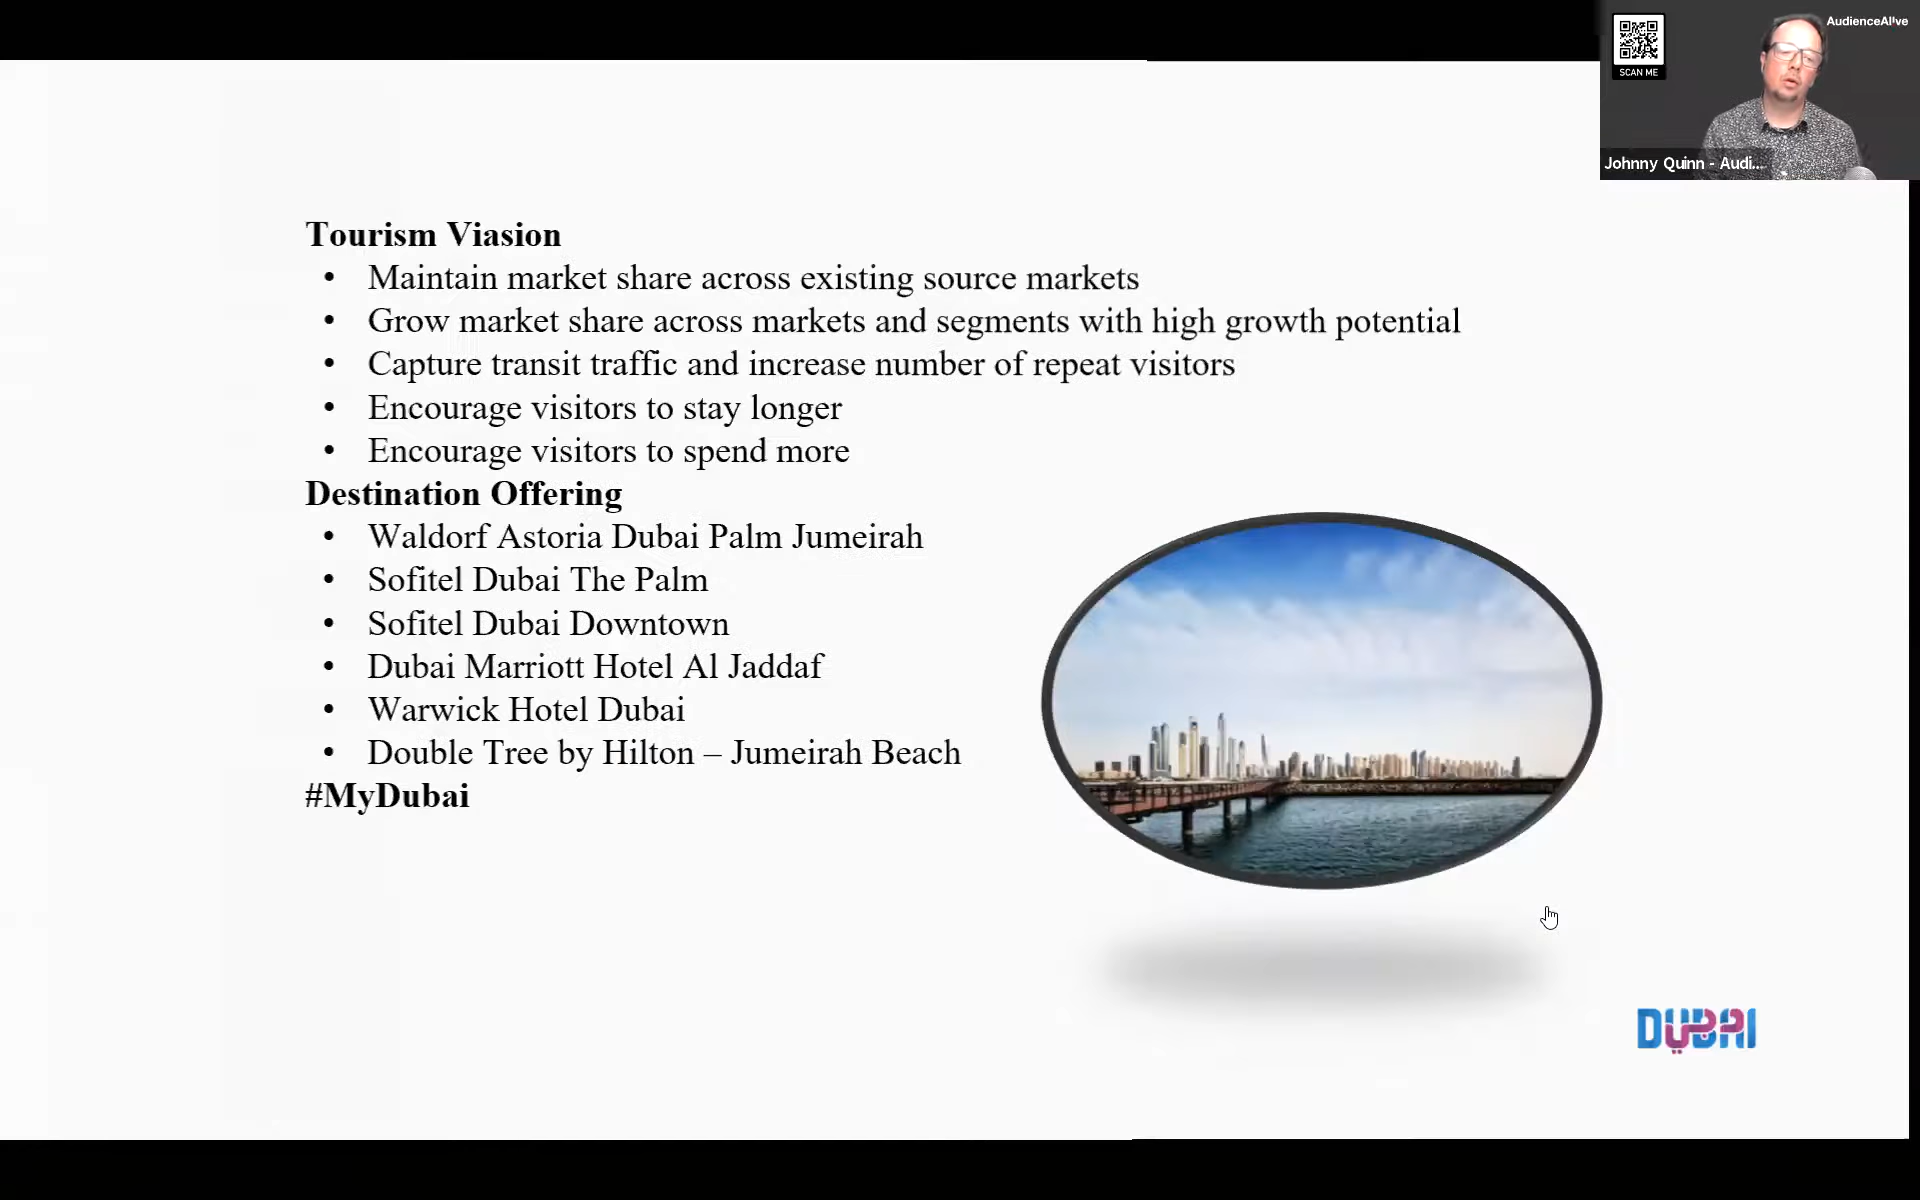 AudienceAlive
SCAN ME
Johnny Quinn - Audi...
Tourism Viasion
• Maintain market share across existing source markets
• Grow market share across markets and segments with high growth potential
• Capture transit traffic and increase number of repeat visitors
• Encourage visitors to stay longer
• Encourage visitors to spend more
Destination Offering
• Waldorf Astoria Dubai Palm Jumeirah
• Sofitel Dubai The Palm
• Sofitel Dubai Downtown
• Dubai Marriott Hotel Al Jaddaf
• Warwick Hotel Dubai
• Double Tree by Hilton – Jumeirah Beach
#MyDubai
DUBAI